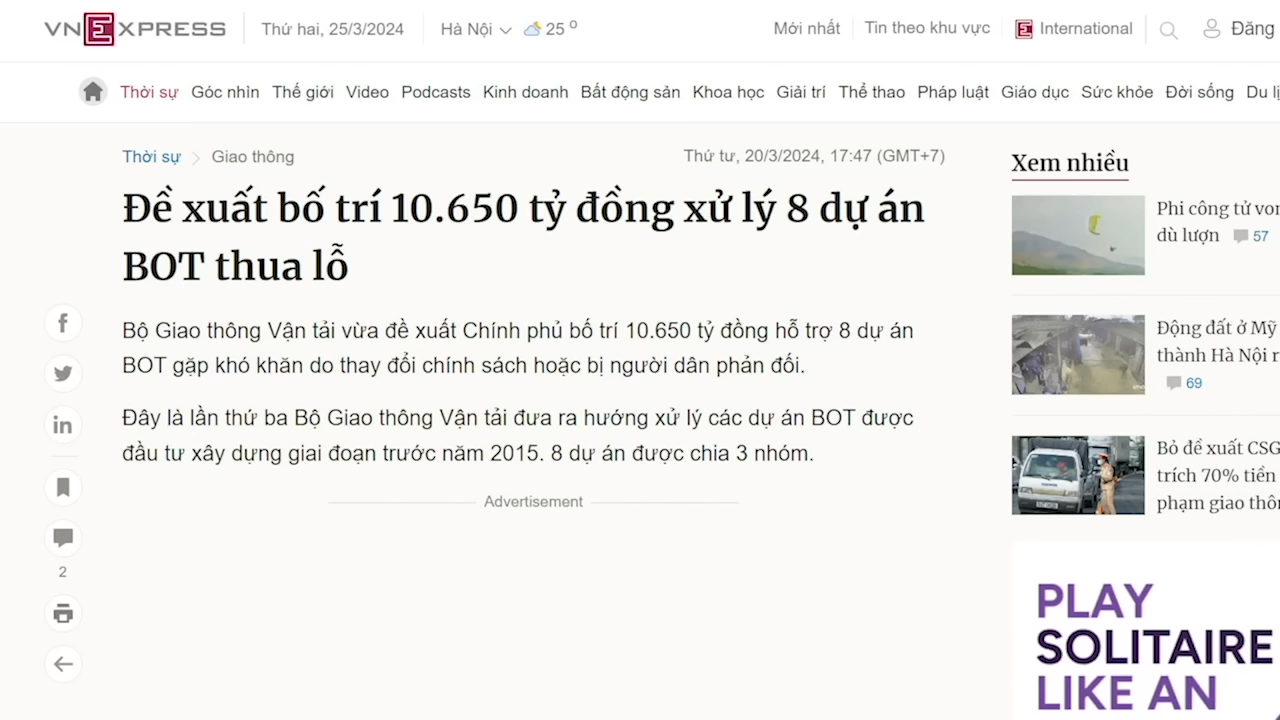 VNEXPRESS
Thứ hai, 25/3/2024
Hà Nội
25°
Mới nhất
Tin theo khu vực
International
Đăng
Thời sự Góc nhìn Thế giới Video Podcasts Kinh doanh Bất động sản Khoa học Giải trí Thể thao Pháp luật Giáo dục Sức khỏe Đời sống Du lị
Thời sự > Giao thông
Thứ tư, 20/3/2024, 17:47 (GMT+7)
Đề xuất bố trí 10.650 tỷ đồng xử lý 8 dự án
BOT thua lỗ
Bộ Giao thông Vận tải vừa đề xuất Chính phủ bố trí 10.650 tỷ đồng hỗ trợ 8 dự án
BOT gặp khó khăn do thay đổi chính sách hoặc bị người dân phản đối.
Đây là lần thứ ba Bộ Giao thông Vận tải đưa ra hướng xử lý các dự án BOT được
đầu tư xây dựng giai đoạn trước năm 2015. 8 dự án được chia 3 nhóm.
Advertisement
2
Xem nhiều
Phi công tử von
dù lượn 57
Động đất ở Mỹ
thành Hà Nội r
69
Bỏ đề xuất CSG
trích 70% tiền
phạm giao thôn
PLAY
SOLITAIRE
LIKE AN